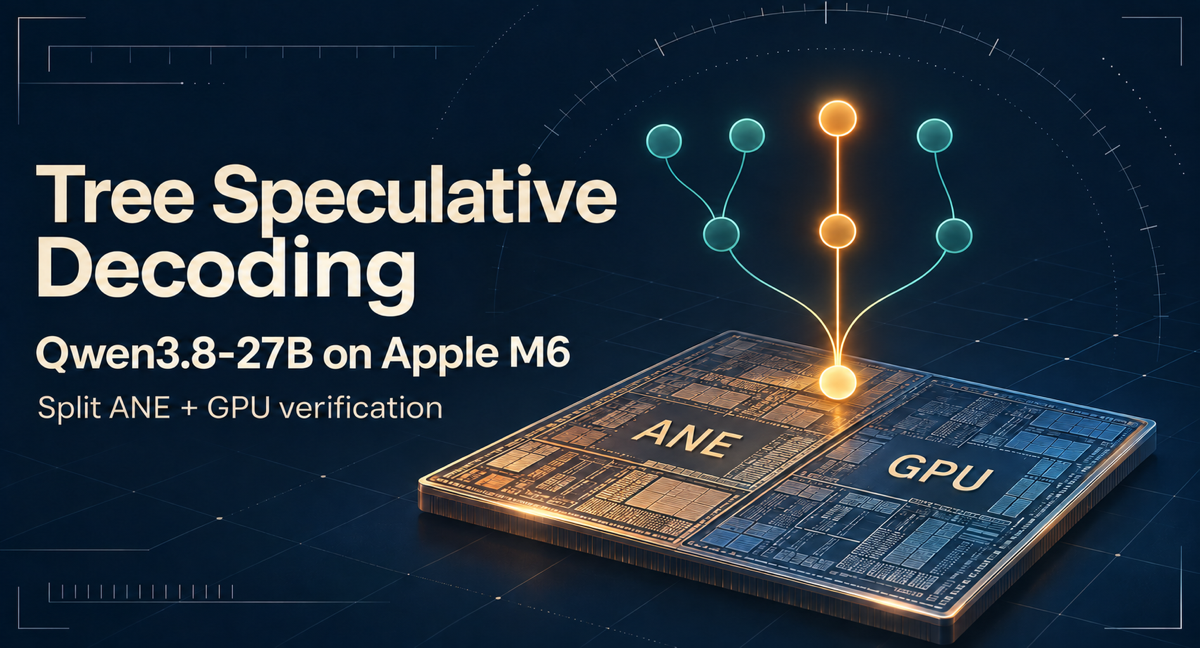 Tree Speculative
Decoding
Qwen3.8-27B on Apple M6
Split ANE + GPU verification
ANE
GPU